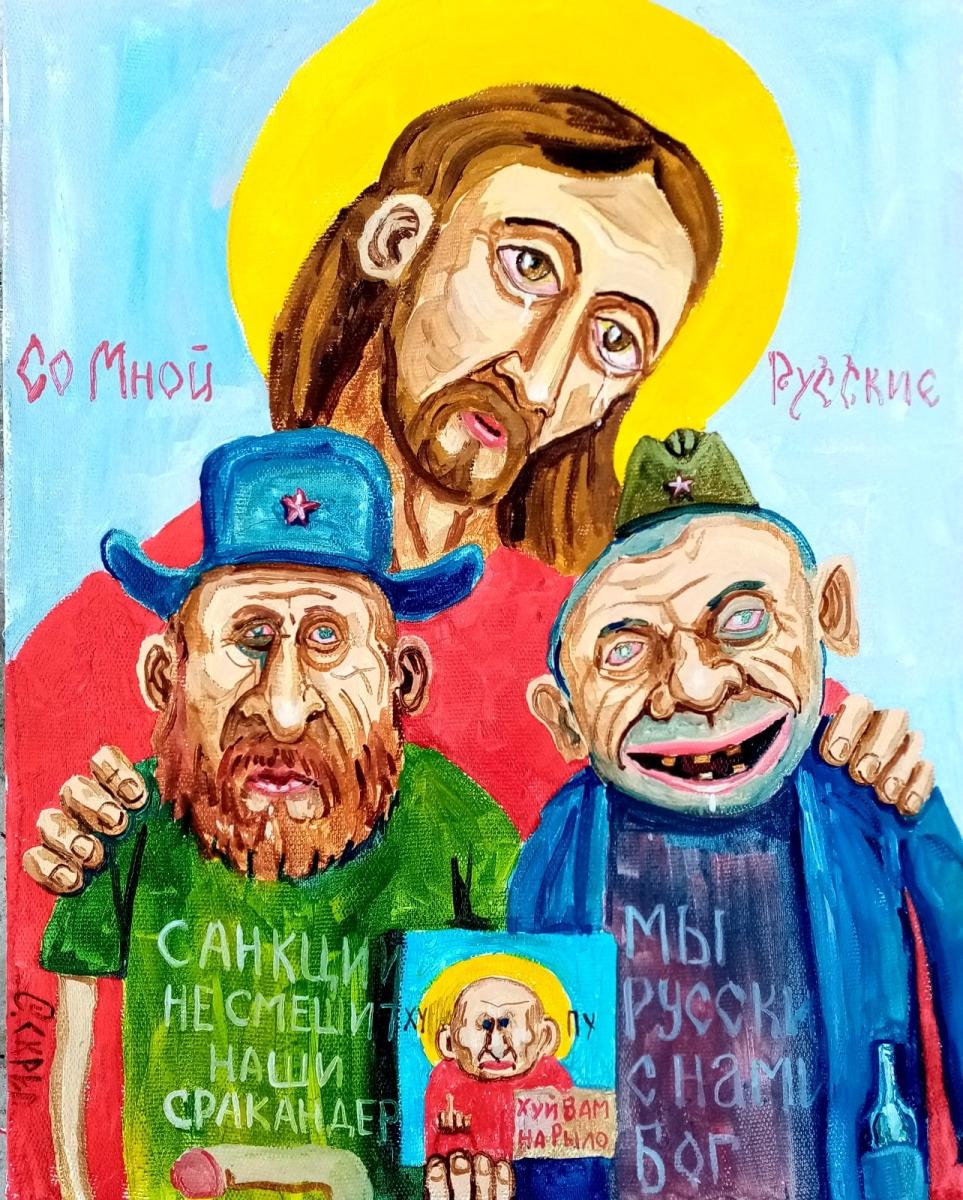 Со Мной
Русские
САНКЦИИ
НЕ СМЕШИТ
НАШИ
СРАКАНДЕР
ХУ
ПУ
ХУЙ ВАМ
НА РЫЛО
МЫ
РУССКИ
С НАМИ
БОГ